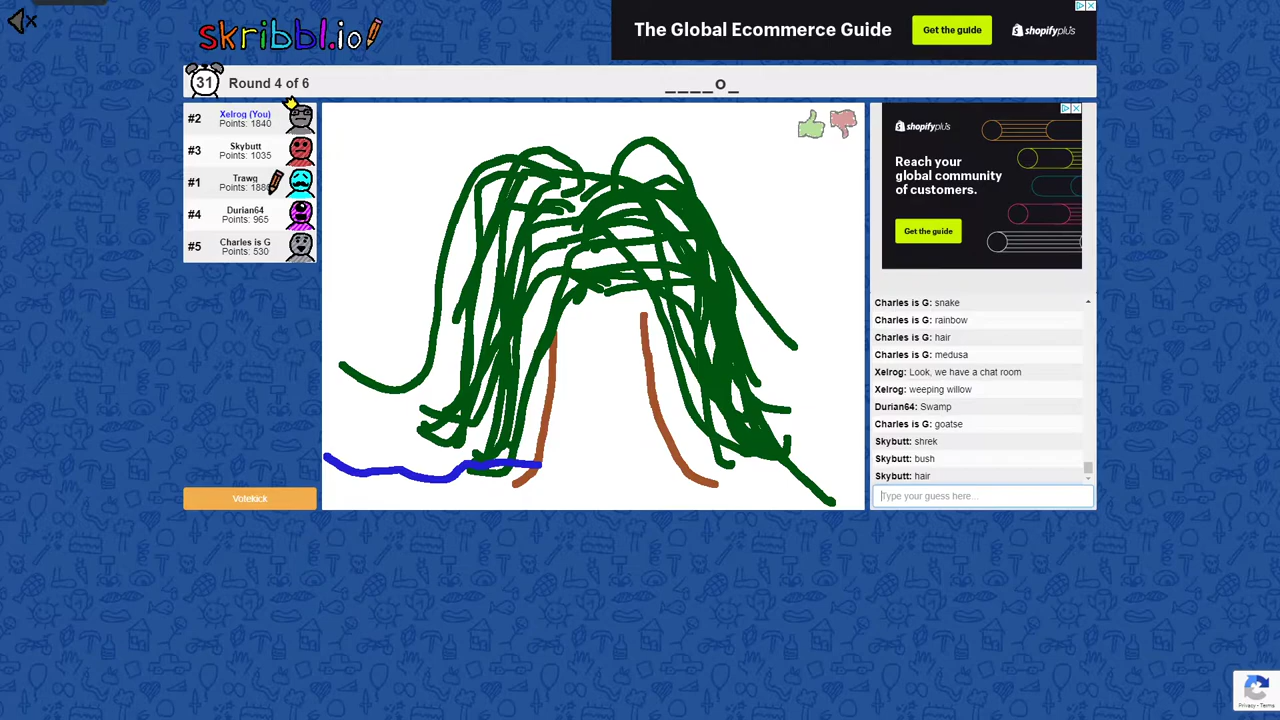 skribbl.io
The Global Ecommerce Guide
Get the guide
shopifyplus
31
Round 4 of 6
____o_
#2
Xelrog (You)
Points: 1840
#3
Skybutt
Points: 1035
#1
Trawg
#4
Durian64
Points: 965
#5
Charles is G
Points: 530
Votekick
shopifyplus
Reach your
global community
of customers.
Get the guide
Charles is G: snake
Charles is G: rainbow
Charles is G: hair
Charles is G: medusa
Xelrog: Look, we have a chat room
Xelrog: weeping willow
Durian64: Swamp
Charles is G: goatse
Skybutt: shrek
Skybutt: bush
Skybutt: hair
Type your guess here...
Privacy - Terms